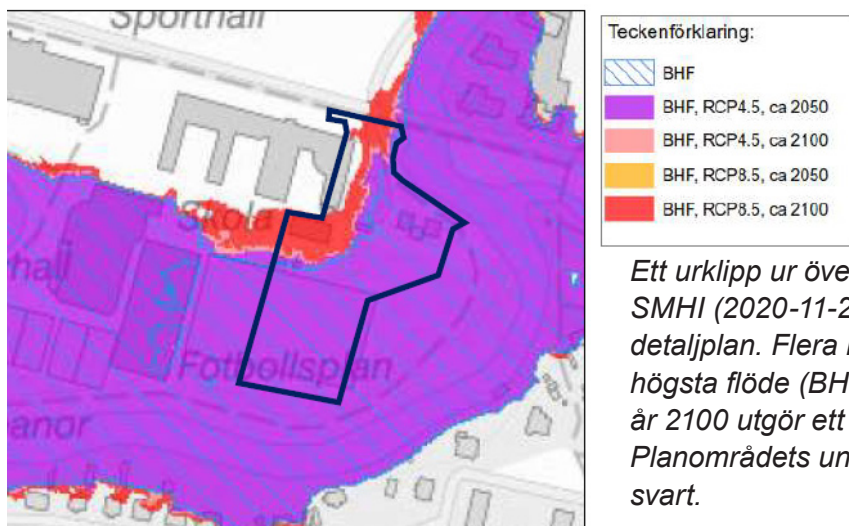 Sporthall
Skola
Fotbollsplan
Teckenförklaring:
BHF
BHF, RCP4.5, ca 2050
BHF, RCP4.5, ca 2100
BHF, RCP8.5, ca 2050
BHF, RCP8.5, ca 2100
Ett urklipp ur öve
SMHI (2020-11-2
detaljplan. Flera
högsta flöde (BH
år 2100 utgör ett
Planområdets un
svart.